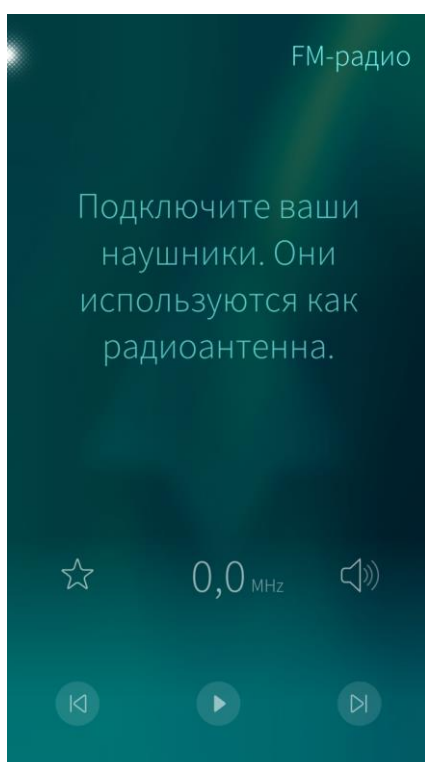 FM-радио
Подключите ваши
наушники. Они
используются как
радиоантенна.
0,0 MHz